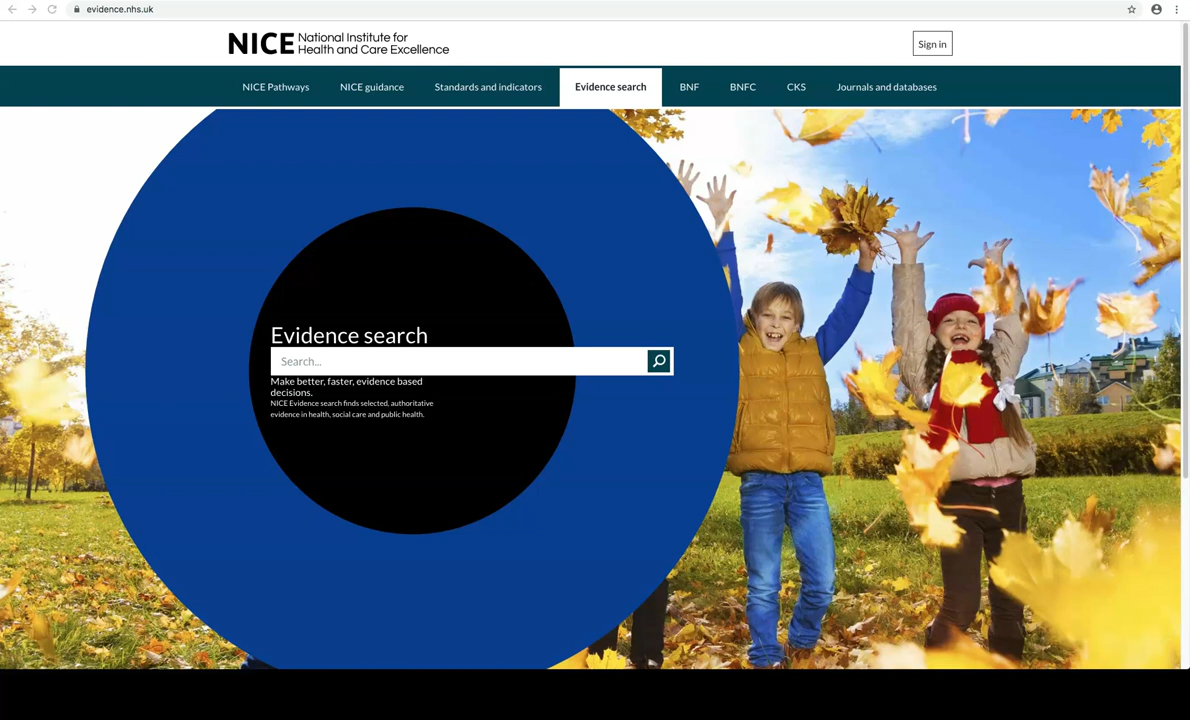 evidence.nhs.uk
NICE National Institute for
Health and Care Excellence
Sign in
NICE Pathways NICE guidance Standards and indicators Evidence search BNF BNFC CKS Journals and databases
Evidence search
Search...
Make better, faster, evidence based
decisions.
NICE Evidence search finds selected, authoritative
evidence in health, social care and public health.